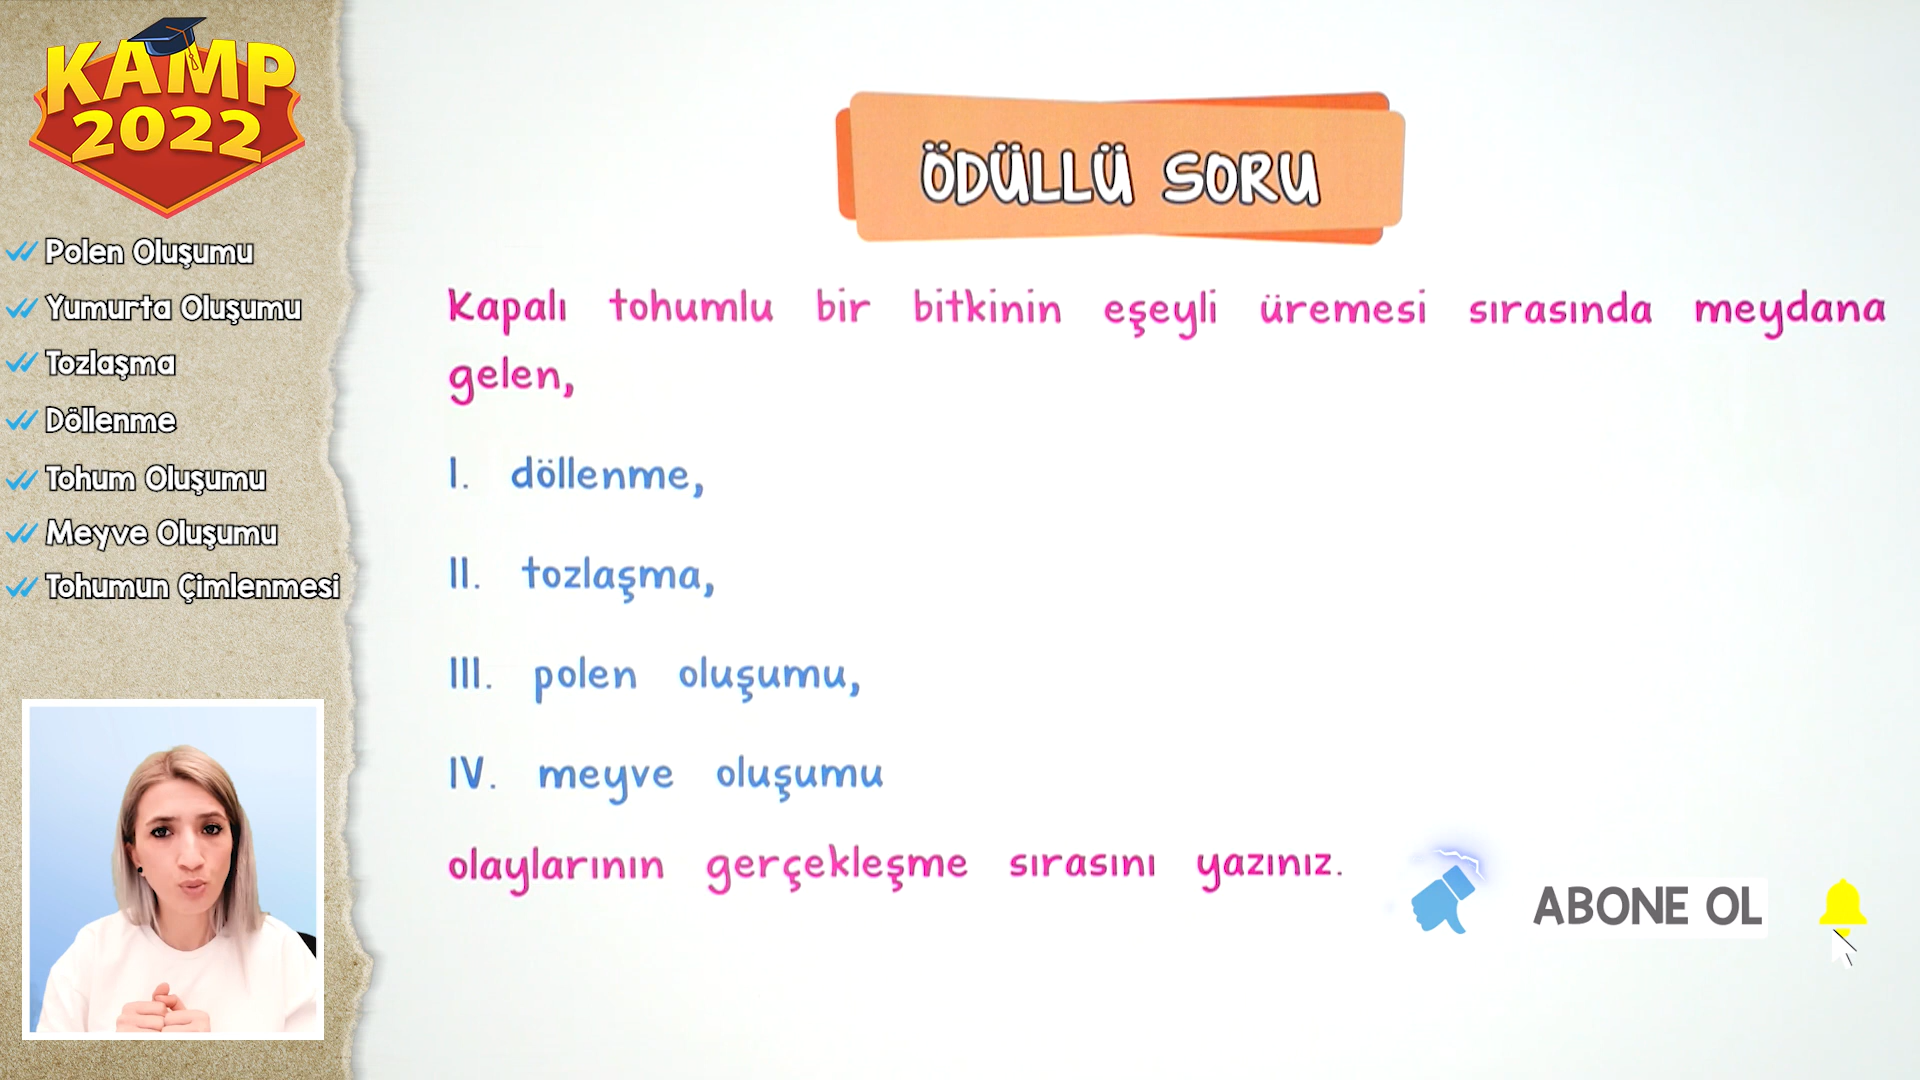 KAMP
2022
Polen Oluşumu
Yumurta Oluşumu
Tozlaşma
Döllenme
Tohum Oluşumu
Meyve Oluşumu
Tohumun Çimlenmesi
ÖDÜLLÜ SORU
Kapalı tohumlu bir bitkinin eşeyli üremesi sırasında meydana
gelen,
I. döllenme,
II. tozlaşma,
III. polen oluşumu,
IV. meyve oluşumu
olaylarının gerçekleşme sırasını yazınız.
ABONE OL